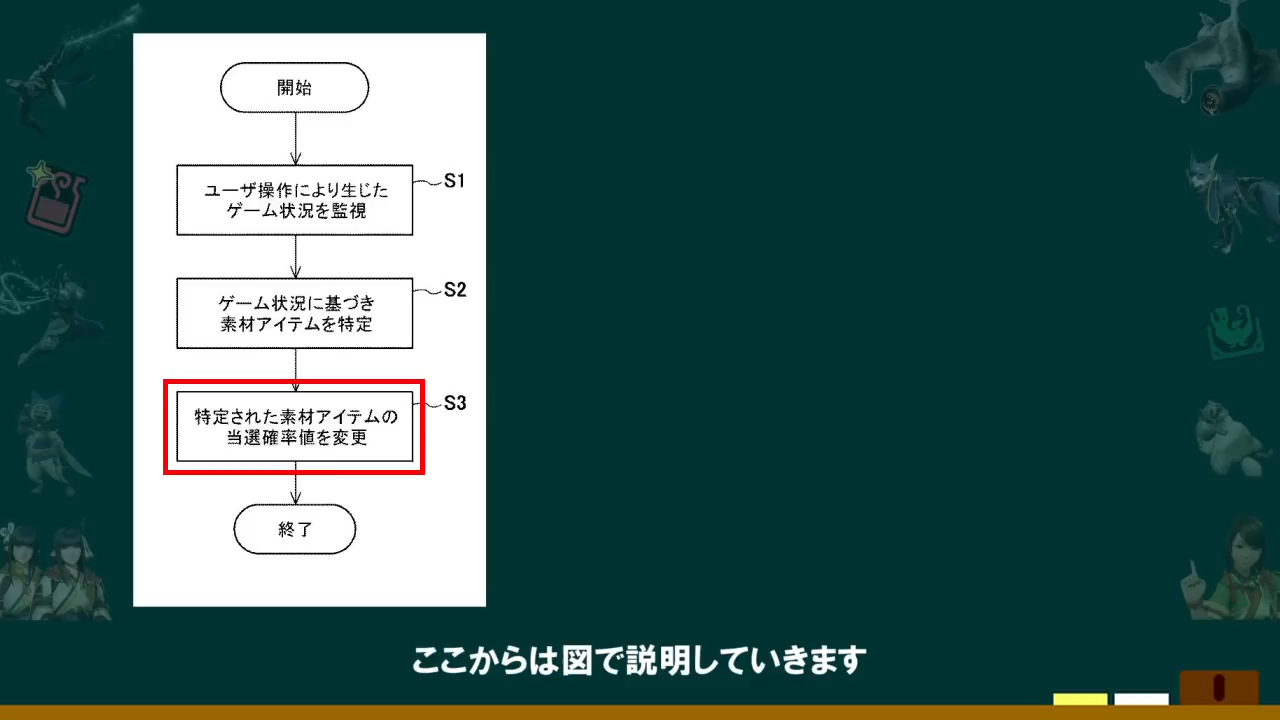 開始
ユーザ操作により生じた
ゲーム状況を監視
S1
ゲーム状況に基づき
素材アイテムを特定
S2
特定された素材アイテムの
当選確率値を変更
S3
終了
ここからは図で説明していきます